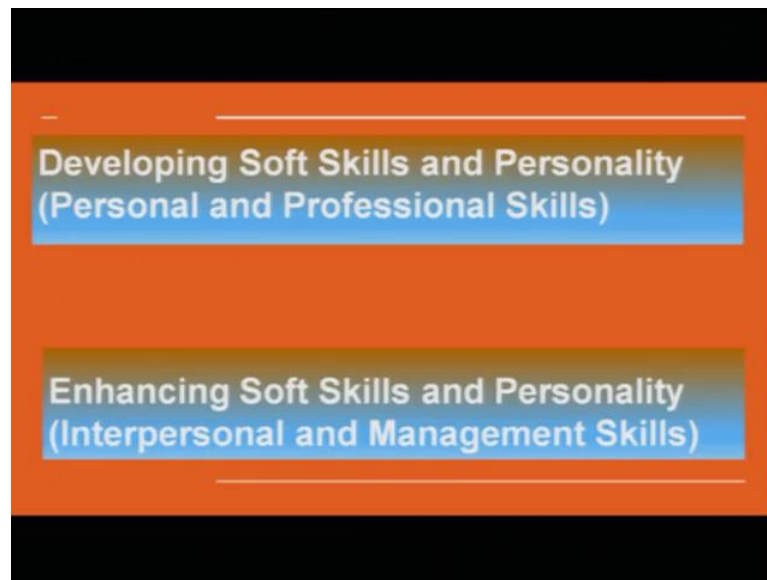 Developing Soft Skills and Personality
(Personal and Professional Skills)
Enhancing Soft Skills and Personality
(Interpersonal and Management Skills)